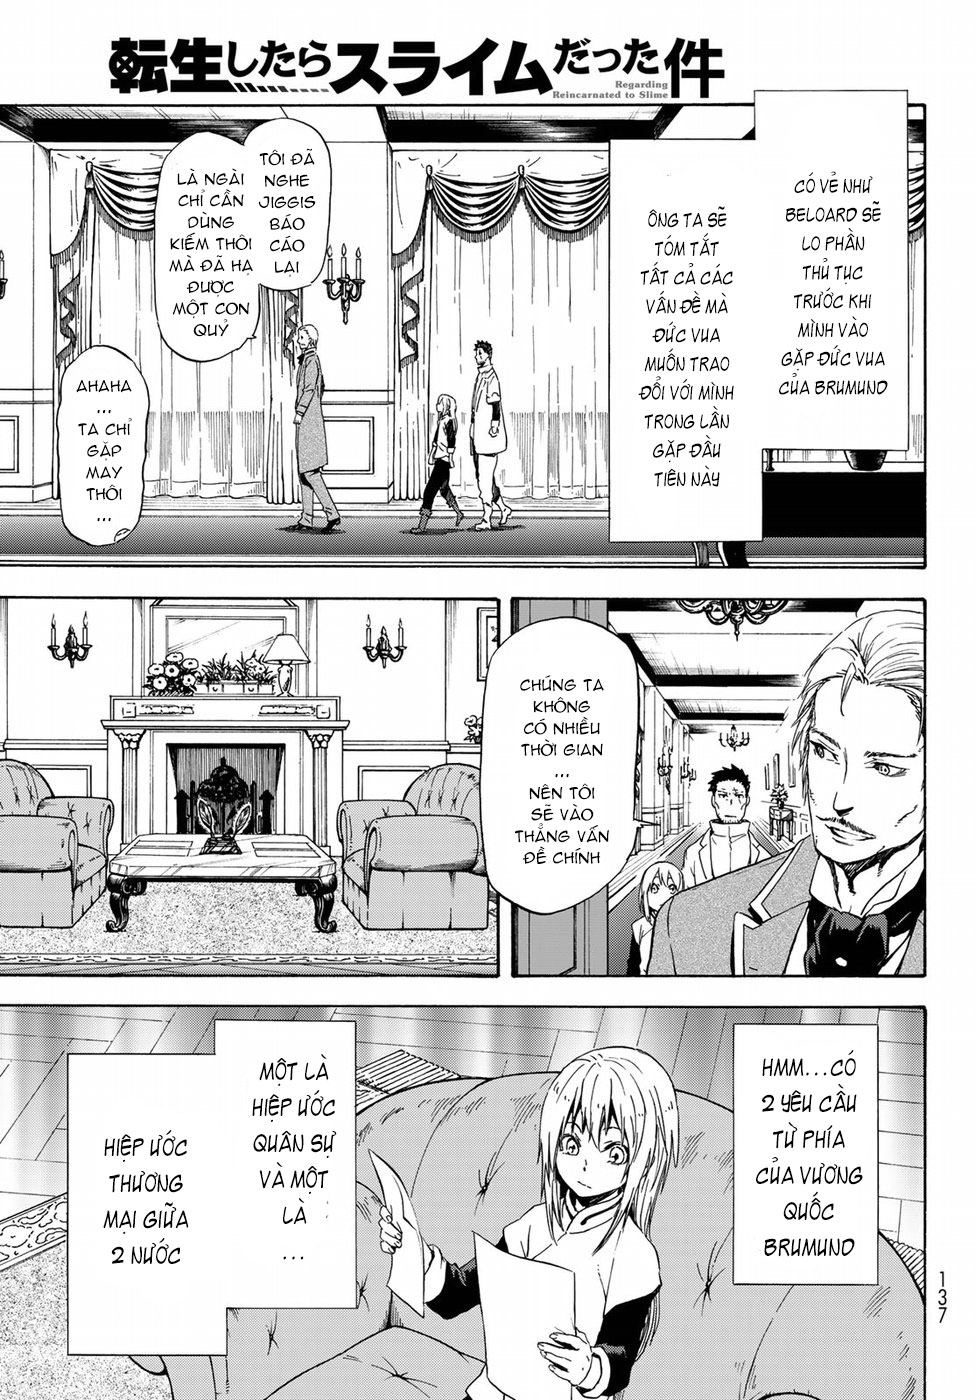 転生したらスライムだった件
Regarding
Reincarnated to Slime
CÓ VẺ NHƯ
BELOARD SẼ
LO PHẦN
THỦ TỤC
TRƯỚC KHI
MÌNH VÀO
GẶP ĐỨC VUA
CỦA BRUMUND
ÔNG TA SẼ
TÓM TẮT
TẤT CẢ CÁC
VẤN ĐỀ MÀ
ĐỨC VUA
MUỐN TRAO
ĐỔI VỚI MÌNH
TRONG LẦN
GẶP ĐẦU
TIÊN NÀY
TÔI ĐÃ
NGHE
JIGGIS
BÁO
CÁO
LẠI
LÀ NGÀI
CHỈ CẦN
DÙNG
KIẾM THÔI
MÀ ĐÃ HẠ
ĐƯỢC
MỘT CON
QUỶ
AHAHA
...
TA CHỈ
GẶP
MAY
THÔI
...
CHÚNG TA
KHÔNG
CÓ NHIỀU
THỜI GIAN
...
NÊN TÔI
SẼ VÀO
THẲNG VẤN
ĐỀ CHÍNH
HMM...CÓ
2 YÊU CẦU
TỪ PHÍA
CỦA VƯƠNG
QUỐC
BRUMUND
MỘT LÀ
HIỆP ƯỚC
QUÂN SỰ
VÀ MỘT
LÀ
...
HIỆP ƯỚC
THƯƠNG
MẠI GIỮA
2 NƯỚC
137